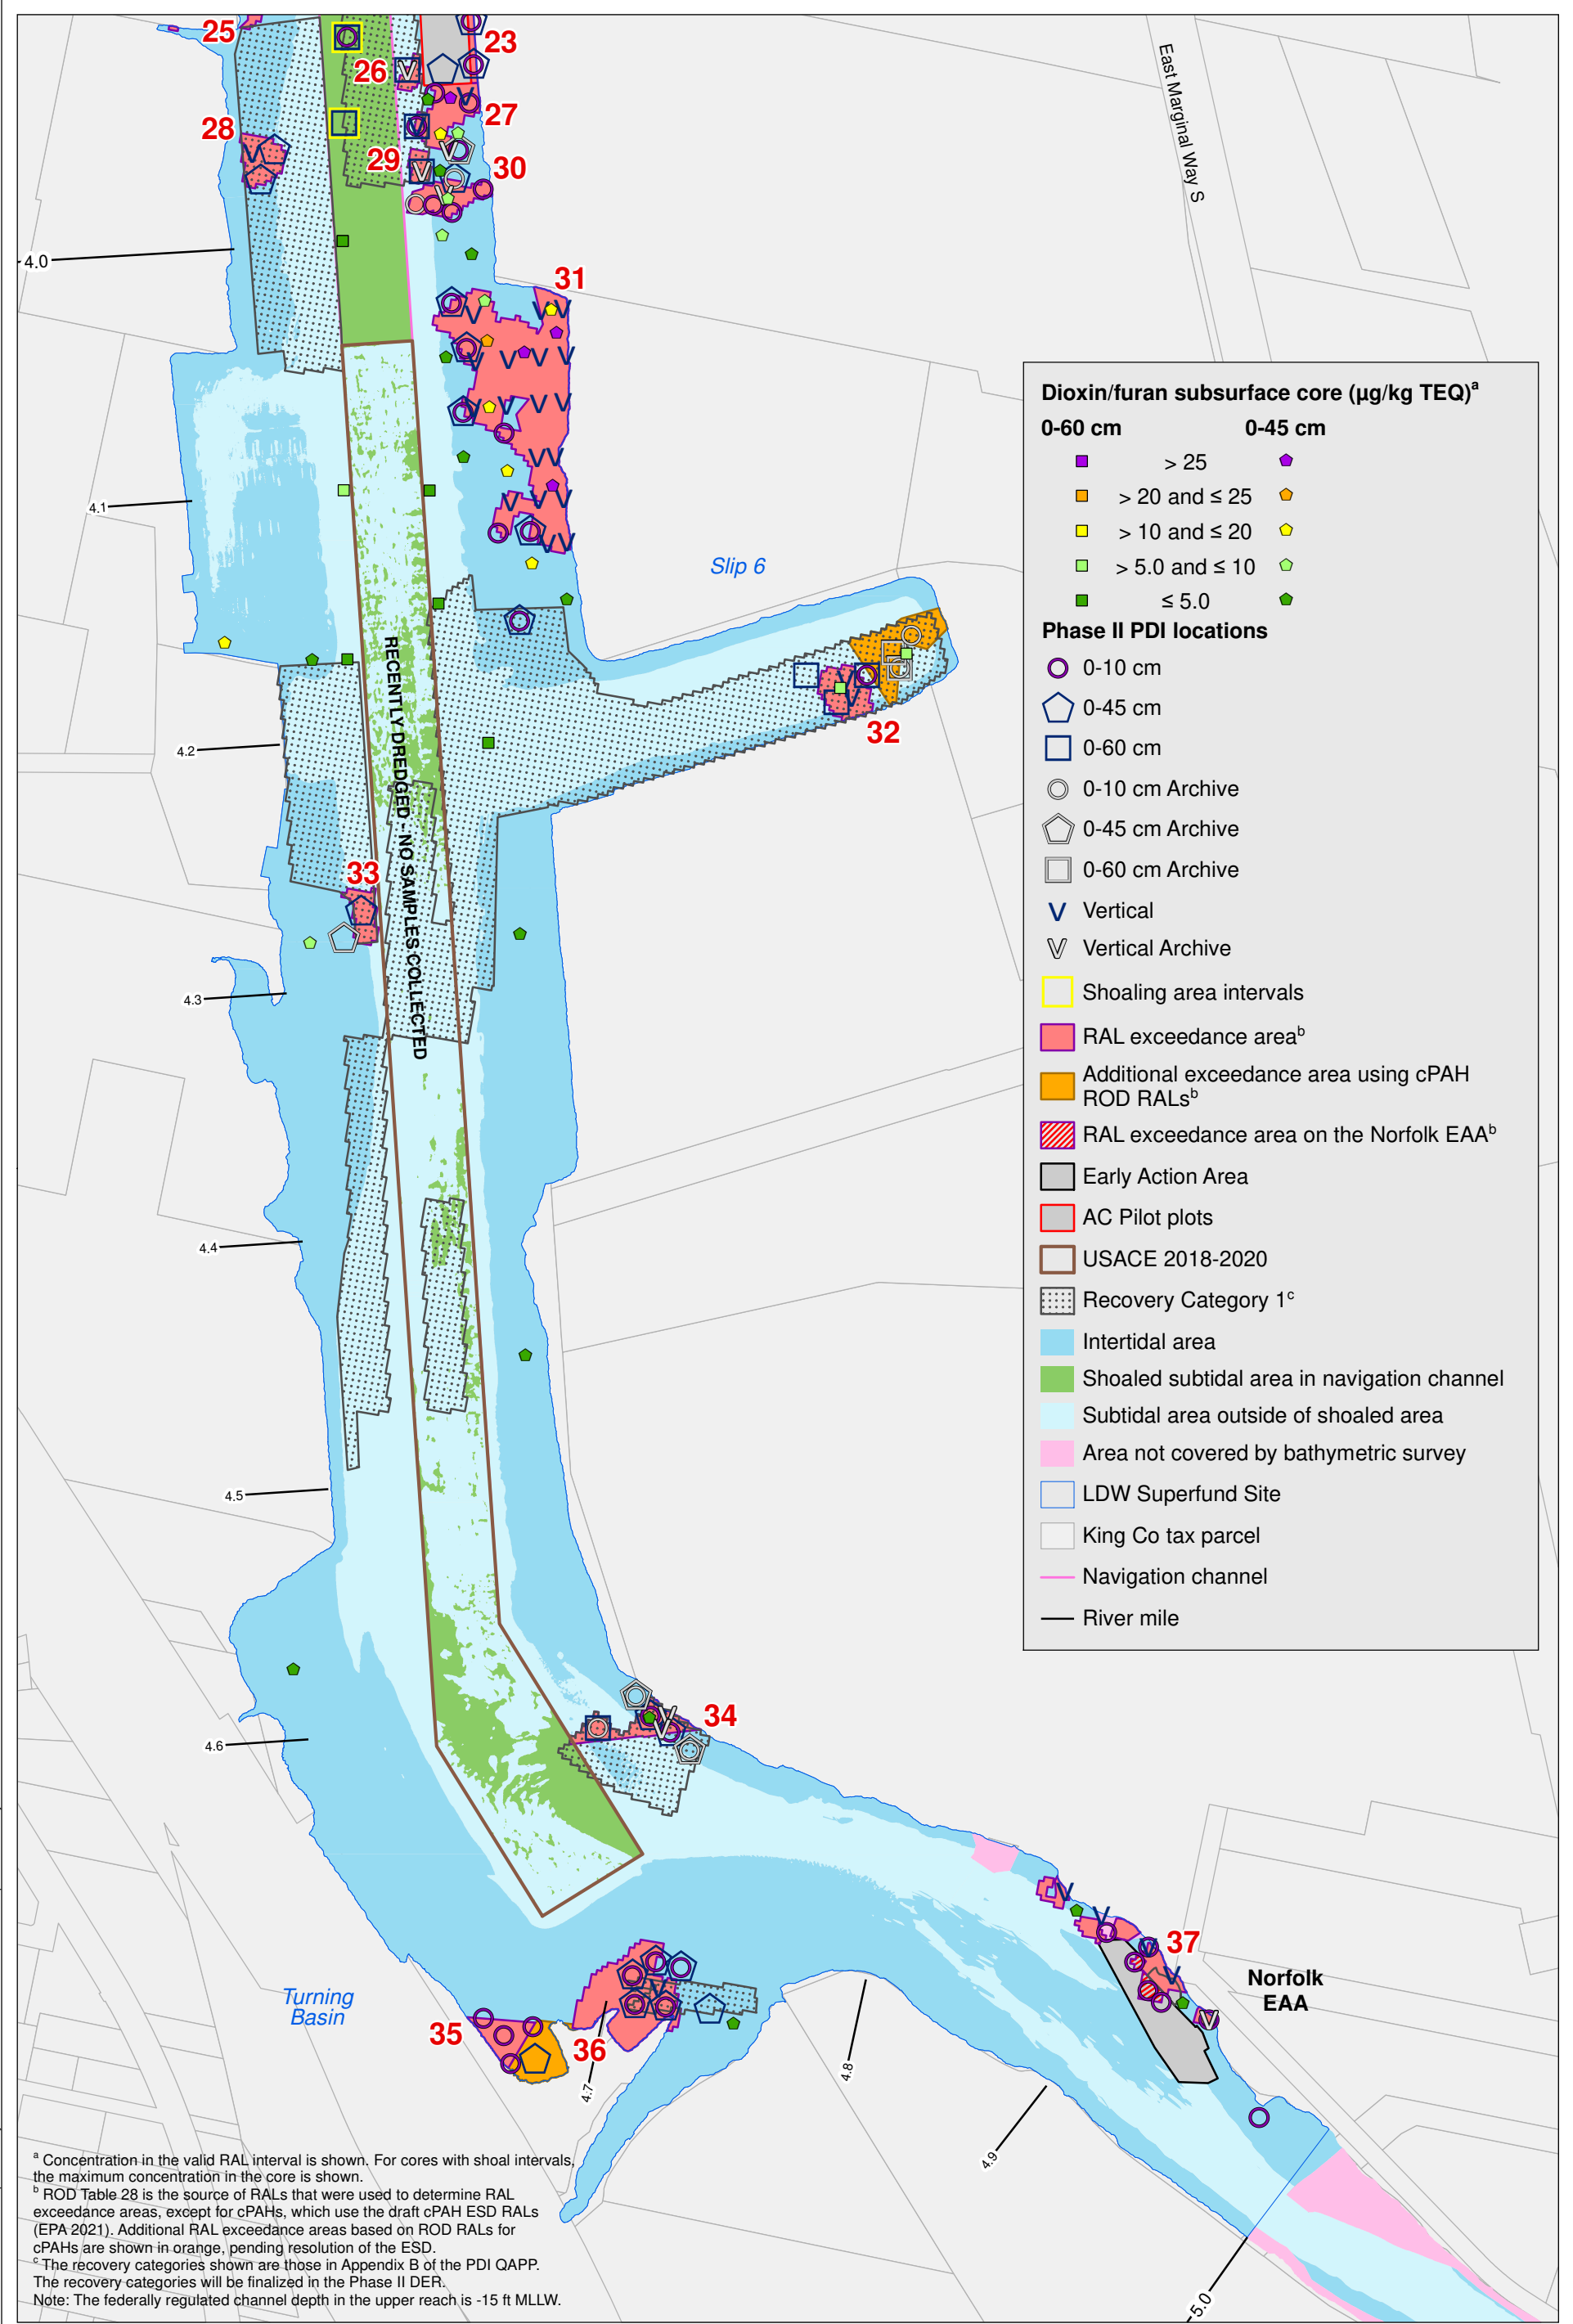 25
23
26
27
28
29
30
East Marginal Way S
4.0
31
Dioxin/furan subsurface core (µg/kg TEQ)a
0-60 cm 0-45 cm
> 25
> 20 and ≤ 25
> 10 and ≤ 20
> 5.0 and ≤ 10
≤ 5.0
Phase II PDI locations
0-10 cm
0-45 cm
0-60 cm
0-10 cm Archive
0-45 cm Archive
0-60 cm Archive
V Vertical
V Vertical Archive
Shoaling area intervals
RAL exceedance areab
Additional exceedance area using cPAH
ROD RALsb
RAL exceedance area on the Norfolk EAAb
Early Action Area
AC Pilot plots
USACE 2018-2020
Recovery Category 1c
Intertidal area
Shoaled subtidal area in navigation channel
Subtidal area outside of shoaled area
Area not covered by bathymetric survey
LDW Superfund Site
King Co tax parcel
Navigation channel
River mile
4.1
Slip 6
RECENTLY DREDGED - NO SAMPLES COLLECTED
4.2
32
33
4.3
4.4
4.5
4.6
34
37
Norfolk
EAA
Turning
Basin
35
36
4.7
4.8
4.9
5.0
a Concentration in the valid RAL interval is shown. For cores with shoal intervals,
the maximum concentration in the core is shown.
b ROD Table 28 is the source of RALs that were used to determine RAL
exceedance areas, except for cPAHs, which use the draft cPAH ESD RALs
(EPA 2021). Additional RAL exceedance areas based on ROD RALs for
cPAHs are shown in orange, pending resolution of the ESD.
c The recovery categories shown are those in Appendix B of the PDI QAPP.
The recovery categories will be finalized in the Phase II DER.
Note: The federally regulated channel depth in the upper reach is -15 ft MLLW.